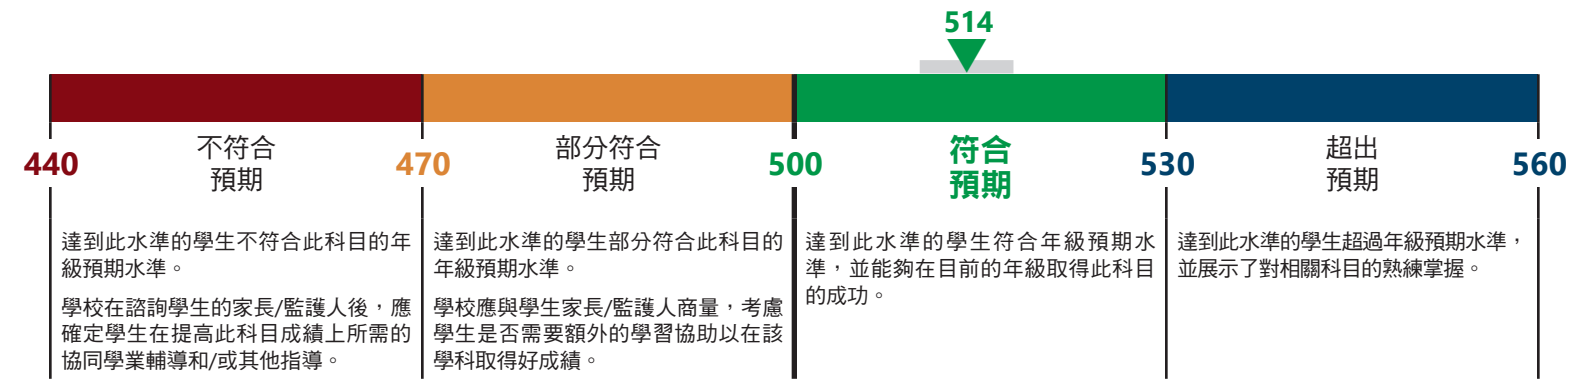 514
440
不符合
預期
470
部分符合
預期
500
符合
預期
530
超出
預期
560
達到此水準的學生不符合此科目的年
級預期水準。
學校在諮詢學生的家長/監護人後，應
確定學生在提高此科目成績上所需的
協同學業輔導和/或其他指導。
達到此水準的學生部分符合此科目的
年級預期水準。
學校應與學生家長/監護人商量，考慮
學生是否需要額外的學習協助以在該
學科取得好成績。
達到此水準的學生符合年級預期水
準，並能夠在目前的年級取得此科目
的成功。
達到此水準的學生超過年級預期水準，
並展示了對相關科目的熟練掌握。